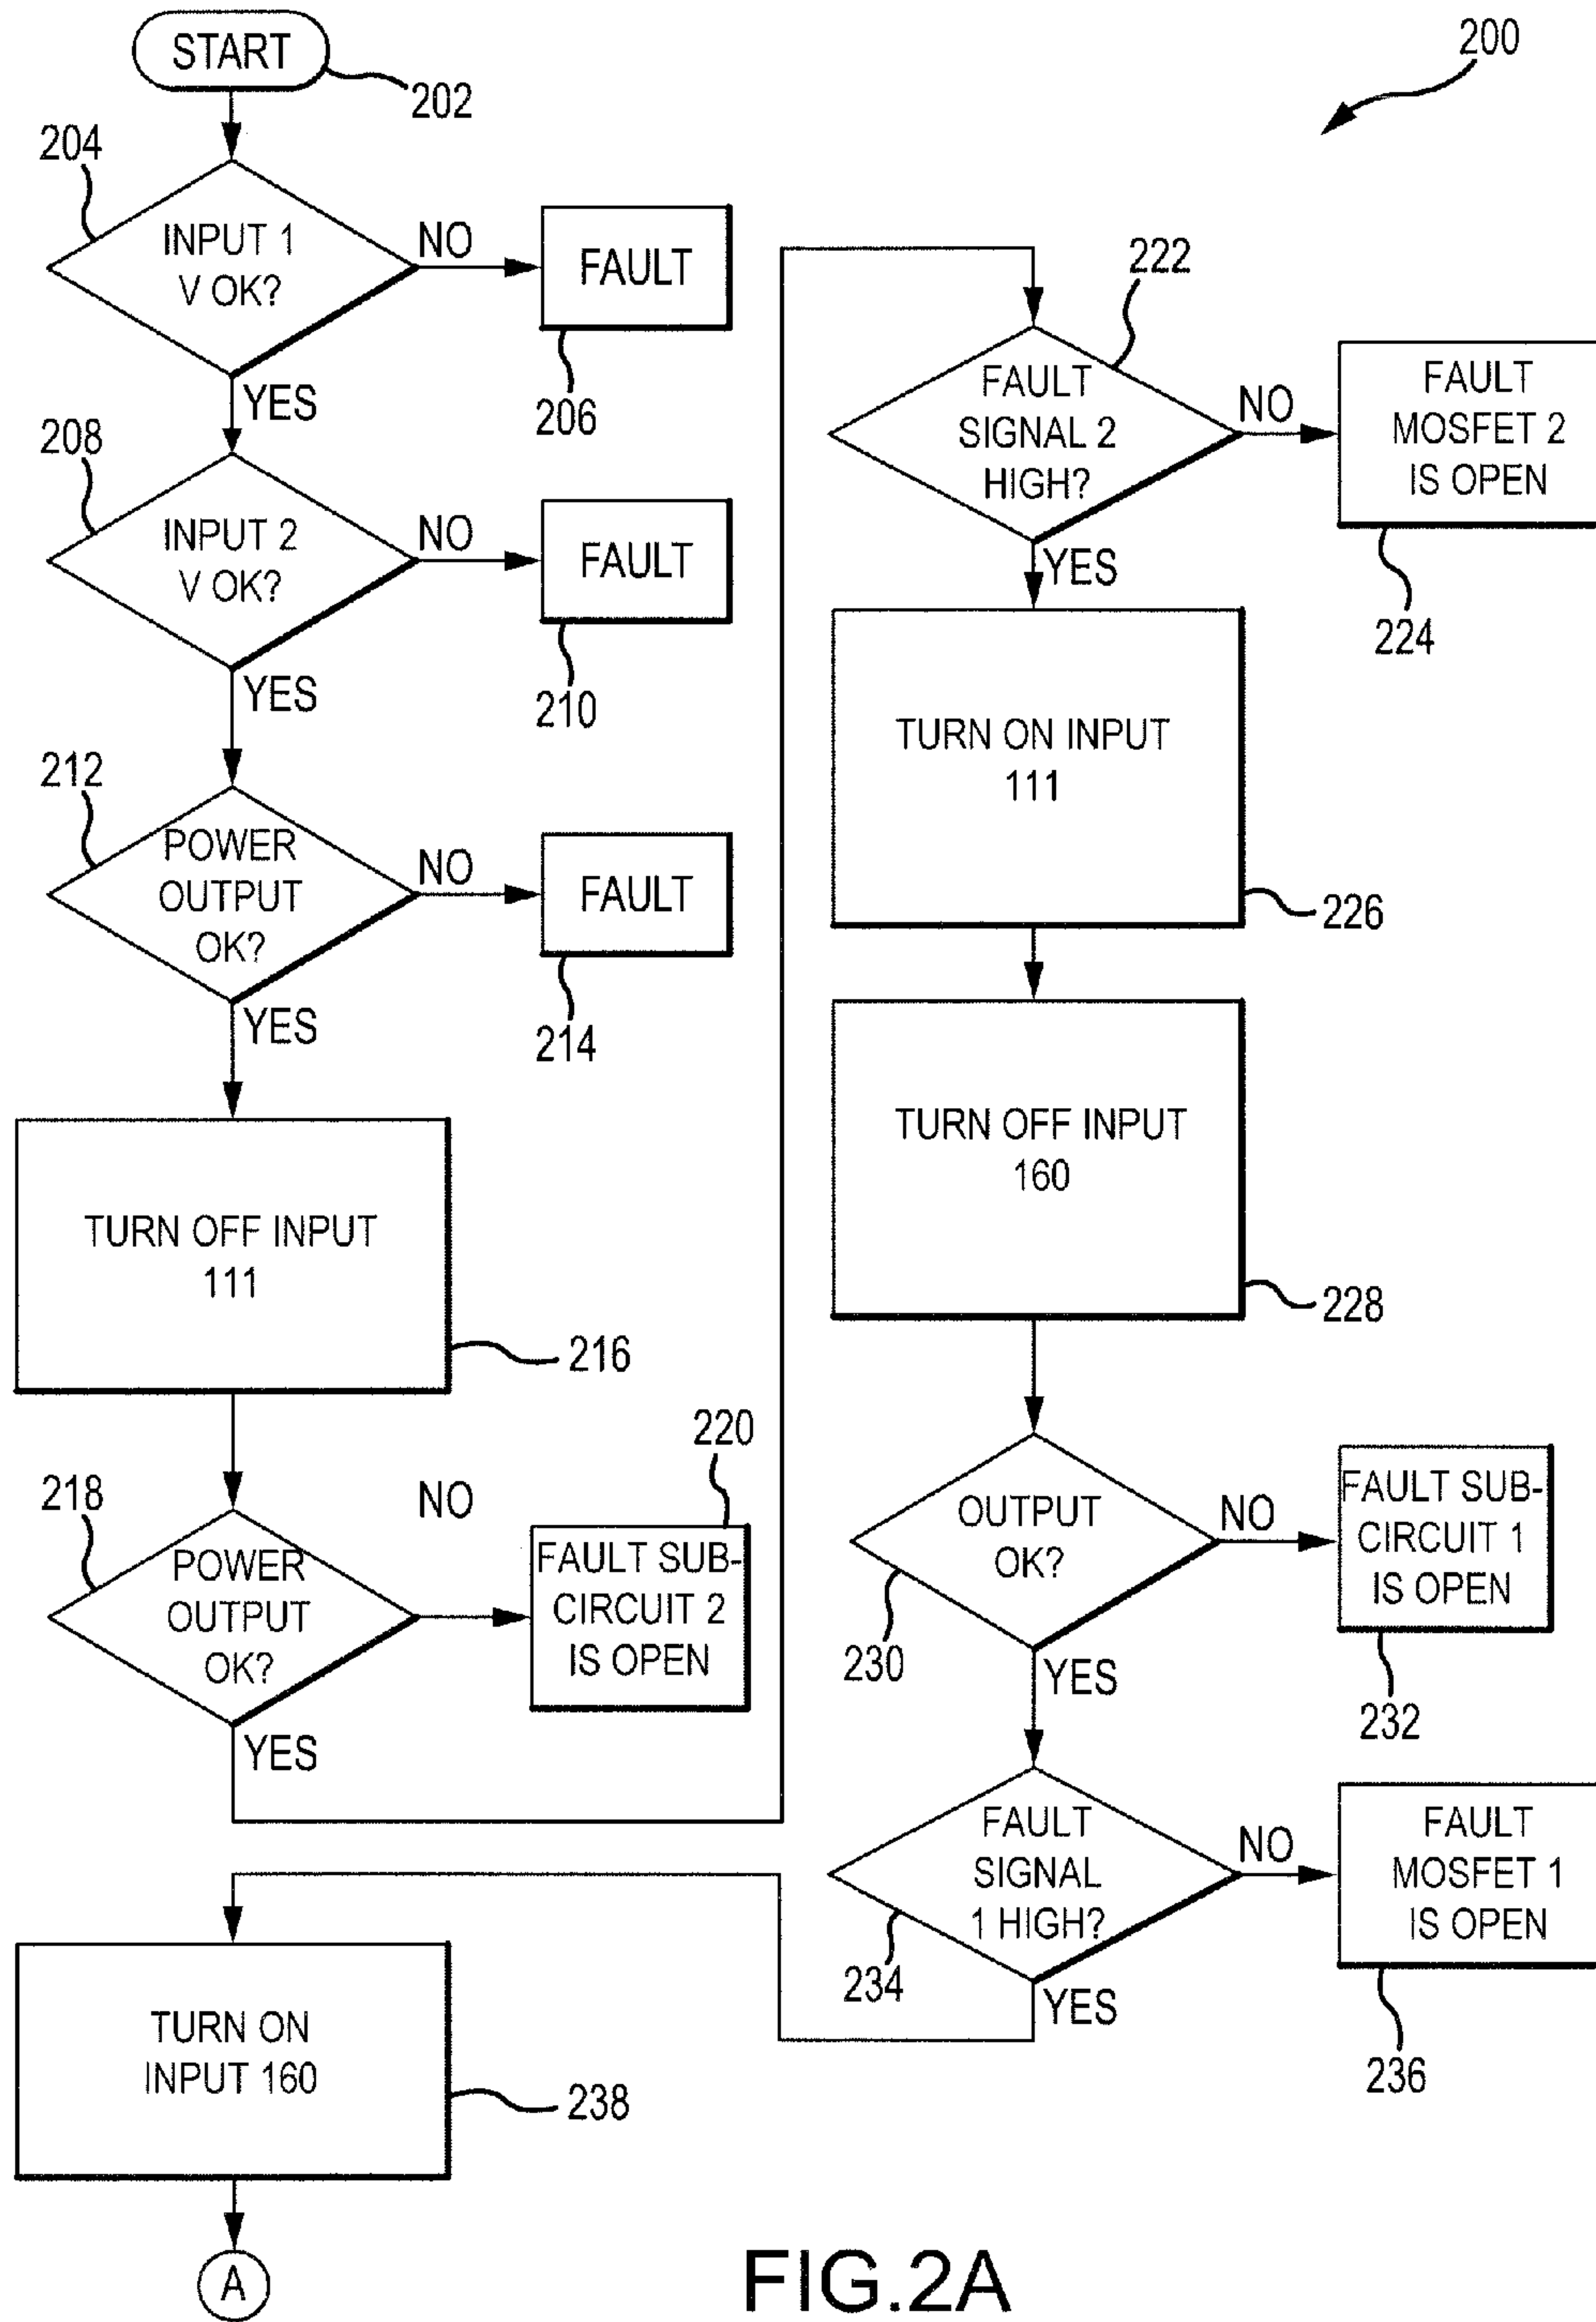 START
202
200
204
INPUT 1
V OK?
NO
FAULT
206
YES
208
INPUT 2
V OK?
NO
FAULT
210
YES
212
POWER
OUTPUT
OK?
NO
FAULT
214
YES
TURN OFF INPUT
111
216
218
POWER
OUTPUT
OK?
NO
220
FAULT SUB-
CIRCUIT 2
IS OPEN
YES
222
FAULT
SIGNAL 2
HIGH?
NO
FAULT
MOSFET 2
IS OPEN
224
YES
TURN ON INPUT
111
226
TURN OFF INPUT
160
228
OUTPUT
OK?
230
NO
FAULT SUB-
CIRCUIT 1
IS OPEN
232
YES
FAULT
SIGNAL
1 HIGH?
234
NO
FAULT
MOSFET 1
IS OPEN
236
YES
TURN ON
INPUT 160
238
A
FIG.2A